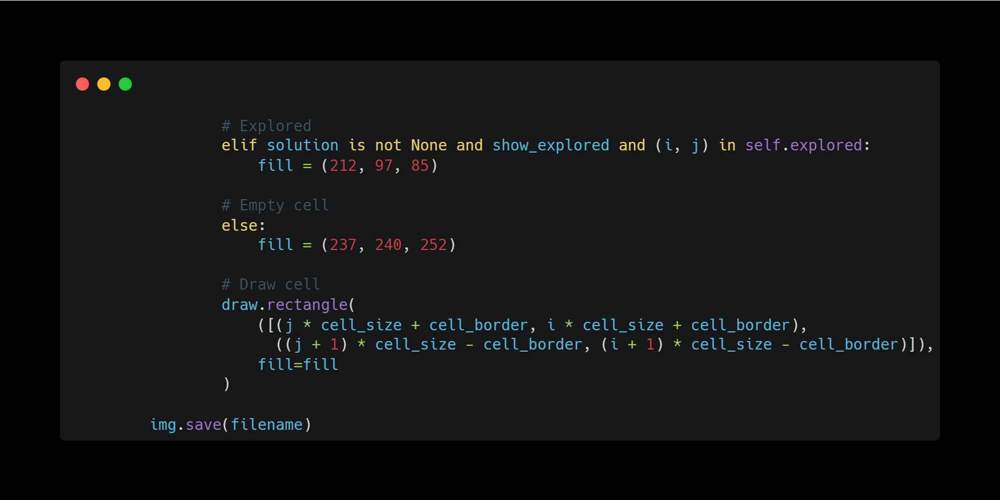 # Explored
elif solution is not None and show_explored and (i, j) in self.explored:
    fill = (212, 97, 85)

# Empty cell
else:
    fill = (237, 240, 252)

# Draw cell
draw.rectangle(
    ([(j * cell_size + cell_border, i * cell_size + cell_border),
      ((j + 1) * cell_size - cell_border, (i + 1) * cell_size - cell_border)]),
    fill=fill
)

img.save(filename)